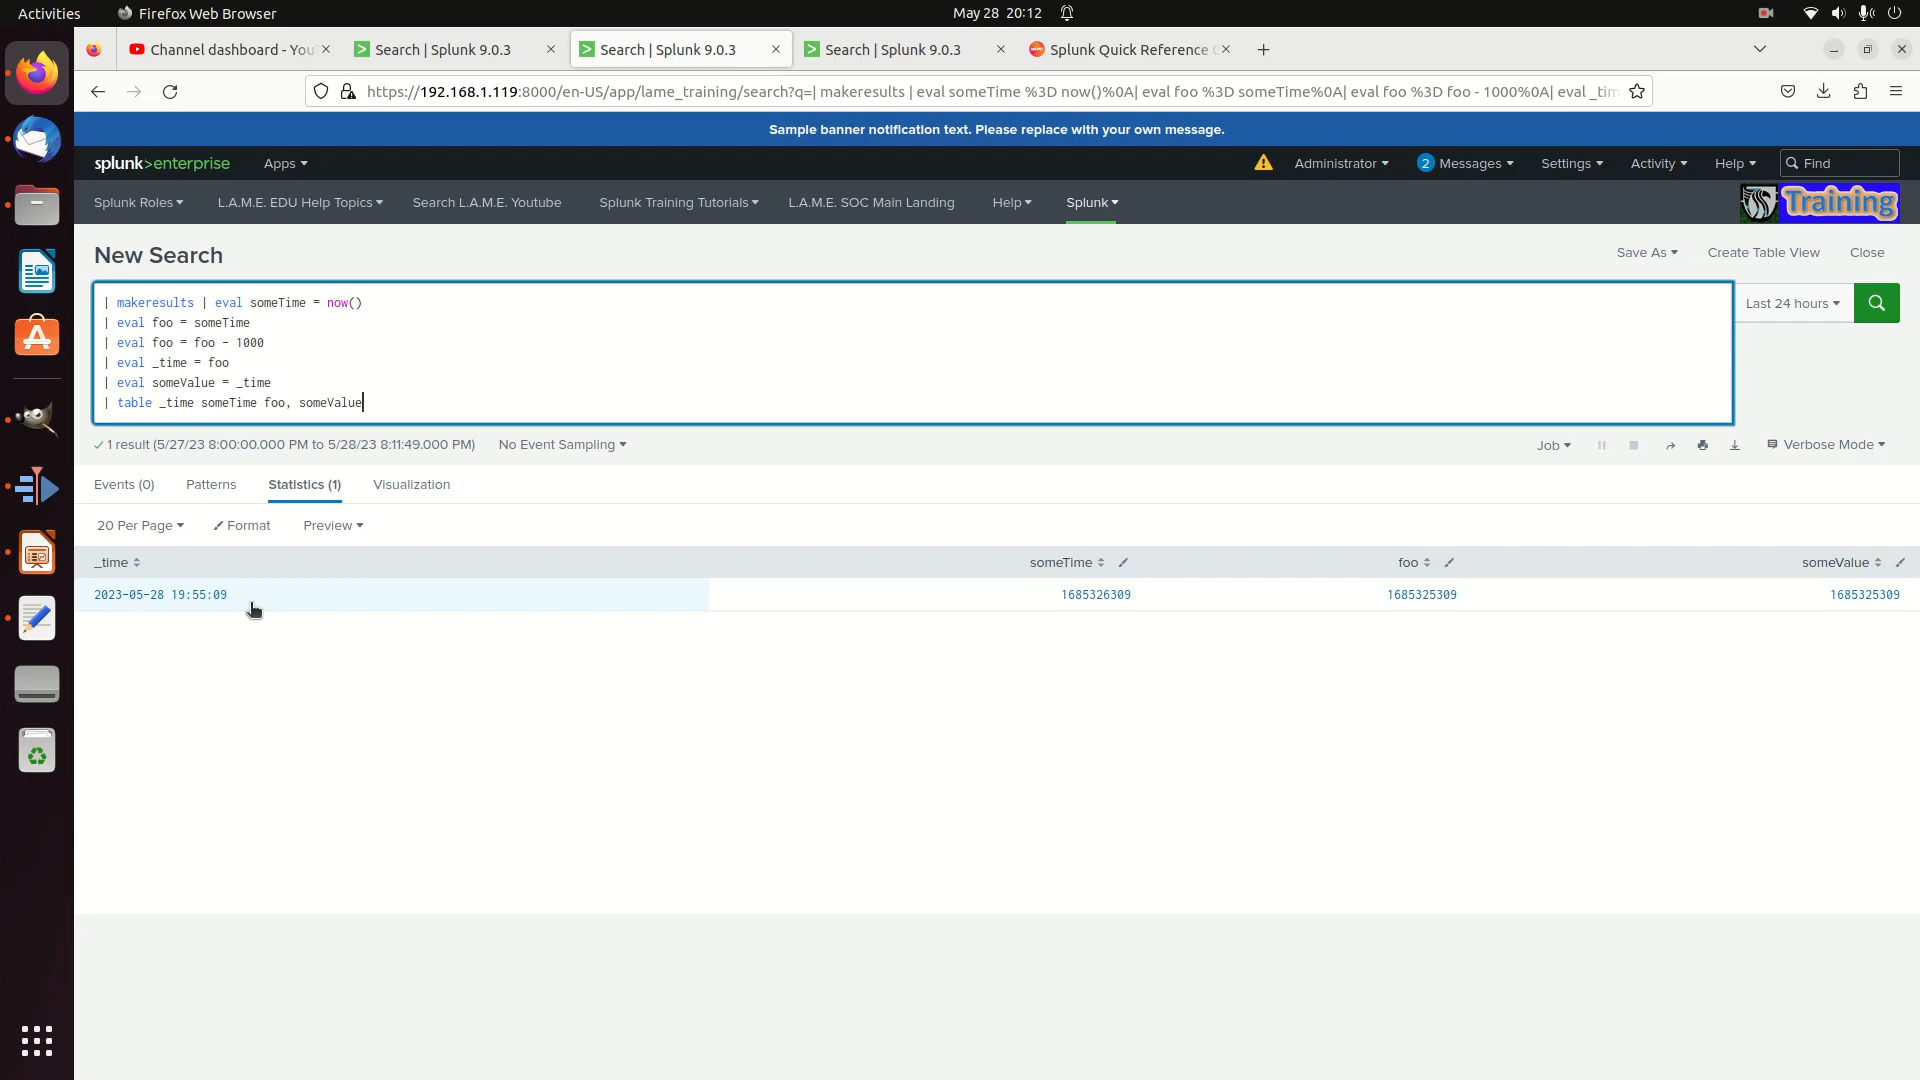 Activities
Firefox Web Browser
May 28 20:12
Channel dashboard - You
Search | Splunk 9.0.3
Search | Splunk 9.0.3
Search | Splunk 9.0.3
Splunk Quick Reference
https://192.168.1.119:8000/en-US/app/lame_training/search?q=| makeresults | eval someTime %3D now()%0A| eval foo %3D someTime%0A| eval foo %3D foo - 1000%0A| eval _tim
Sample banner notification text. Please replace with your own message.
splunk>enterprise
Apps
Administrator
2 Messages
Settings
Activity
Help
Find
Splunk Roles
L.A.M.E. EDU Help Topics
Search L.A.M.E. Youtube
Splunk Training Tutorials
L.A.M.E. SOC Main Landing
Help
Splunk
Training
New Search
Save As
Create Table View
Close
| makeresults | eval someTime = now()
| eval foo = someTime
| eval foo = foo - 1000
| eval _time = foo
| eval someValue = _time
| table _time someTime foo, someValue
Last 24 hours
1 result (5/27/23 8:00:00.000 PM to 5/28/23 8:11:49.000 PM)
No Event Sampling
Job
Verbose Mode
Events (0)
Patterns
Statistics (1)
Visualization
20 Per Page
Format
Preview
_time
someTime
foo
someValue
2023-05-28 19:55:09
1685326309
1685325309
1685325309